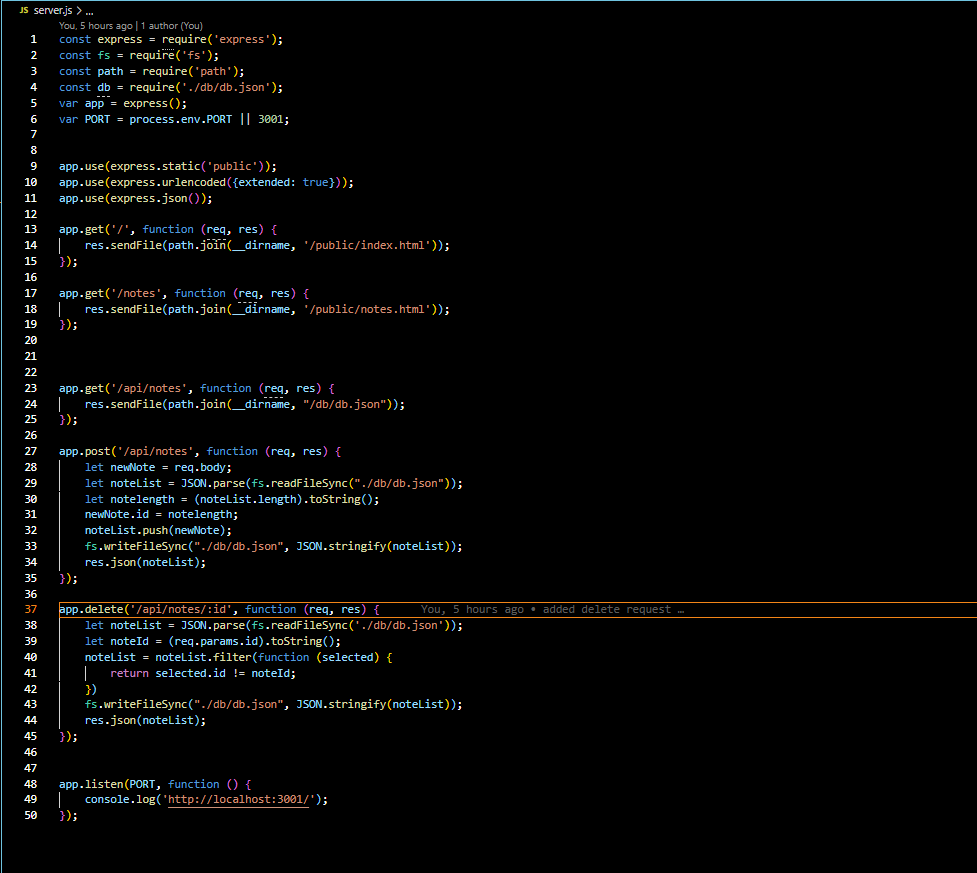 JS server.js > ...
You, 5 hours ago | 1 author (You)
1 const express = require('express');
2 const fs = require('fs');
3 const path = require('path');
4 const db = require('./db/db.json');
5 var app = express();
6 var PORT = process.env.PORT || 3001;
7
8
9 app.use(express.static('public'));
10 app.use(express.urlencoded({extended: true}));
11 app.use(express.json());
12
13 app.get('/', function (req, res) {
14     res.sendFile(path.join(__dirname, '/public/index.html'));
15 });
16
17 app.get('/notes', function (req, res) {
18     res.sendFile(path.join(__dirname, '/public/notes.html'));
19 });
20
21
22
23 app.get('/api/notes', function (req, res) {
24     res.sendFile(path.join(__dirname, "/db/db.json"));
25 });
26
27 app.post('/api/notes', function (req, res) {
28     let newNote = req.body;
29     let noteList = JSON.parse(fs.readFileSync("./db/db.json"));
30     let notelength = (noteList.length).toString();
31     newNote.id = notelength;
32     noteList.push(newNote);
33     fs.writeFileSync("./db/db.json", JSON.stringify(noteList));
34     res.json(noteList);
35 });
36
37 app.delete('/api/notes/:id', function (req, res) {     You, 5 hours ago • added delete request …
38     let noteList = JSON.parse(fs.readFileSync('./db/db.json'));
39     let noteId = (req.params.id).toString();
40     noteList = noteList.filter(function (selected) {
41         return selected.id != noteId;
42     })
43     fs.writeFileSync("./db/db.json", JSON.stringify(noteList));
44     res.json(noteList);
45 });
46
47
48 app.listen(PORT, function () {
49     console.log('http://localhost:3001/');
50 });